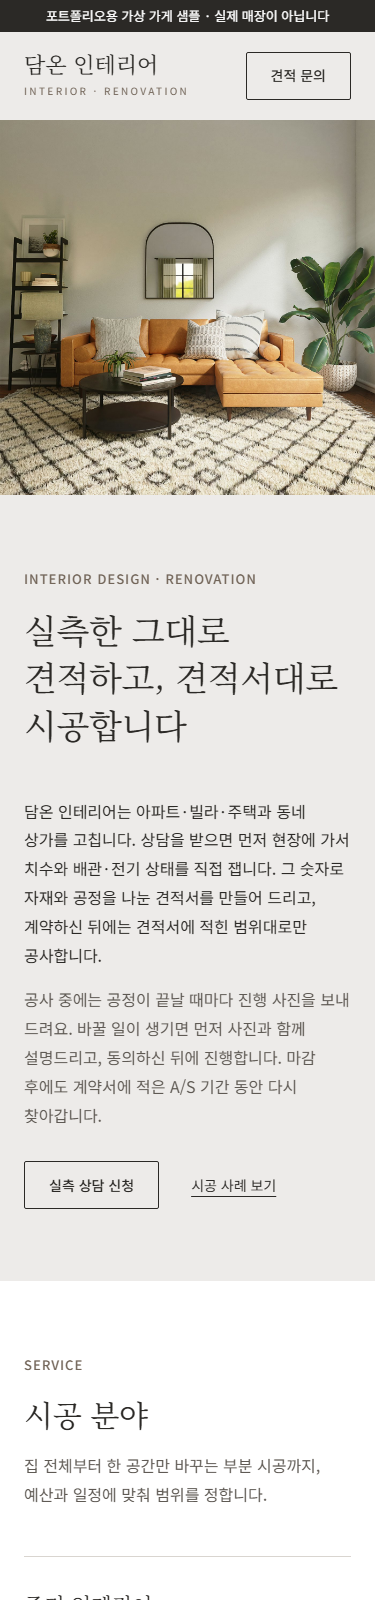 포트폴리오용 가상 가게 샘플 · 실제 매장이 아닙니다
담온 인테리어
INTERIOR · RENOVATION
견적 문의
INTERIOR DESIGN · RENOVATION
실측한 그대로
견적하고, 견적서대로
시공합니다
담온 인테리어는 아파트·빌라·주택과 동네
상가를 고칩니다. 상담을 받으면 먼저 현장에 가서
치수와 배관·전기 상태를 직접 잽니다. 그 숫자로
자재와 공정을 나눈 견적서를 만들어 드리고,
계약하신 뒤에는 견적서에 적힌 범위대로만
공사합니다.
공사 중에는 공정이 끝날 때마다 진행 사진을 보내
드려요. 바꿀 일이 생기면 먼저 사진과 함께
설명드리고, 동의하신 뒤에 진행합니다. 마감
후에도 계약서에 적은 A/S 기간 동안 다시
찾아갑니다.
실측 상담 신청
시공 사례 보기
SERVICE
시공 분야
집 전체부터 한 공간만 바꾸는 부분 시공까지,
예산과 일정에 맞춰 범위를 정합니다.